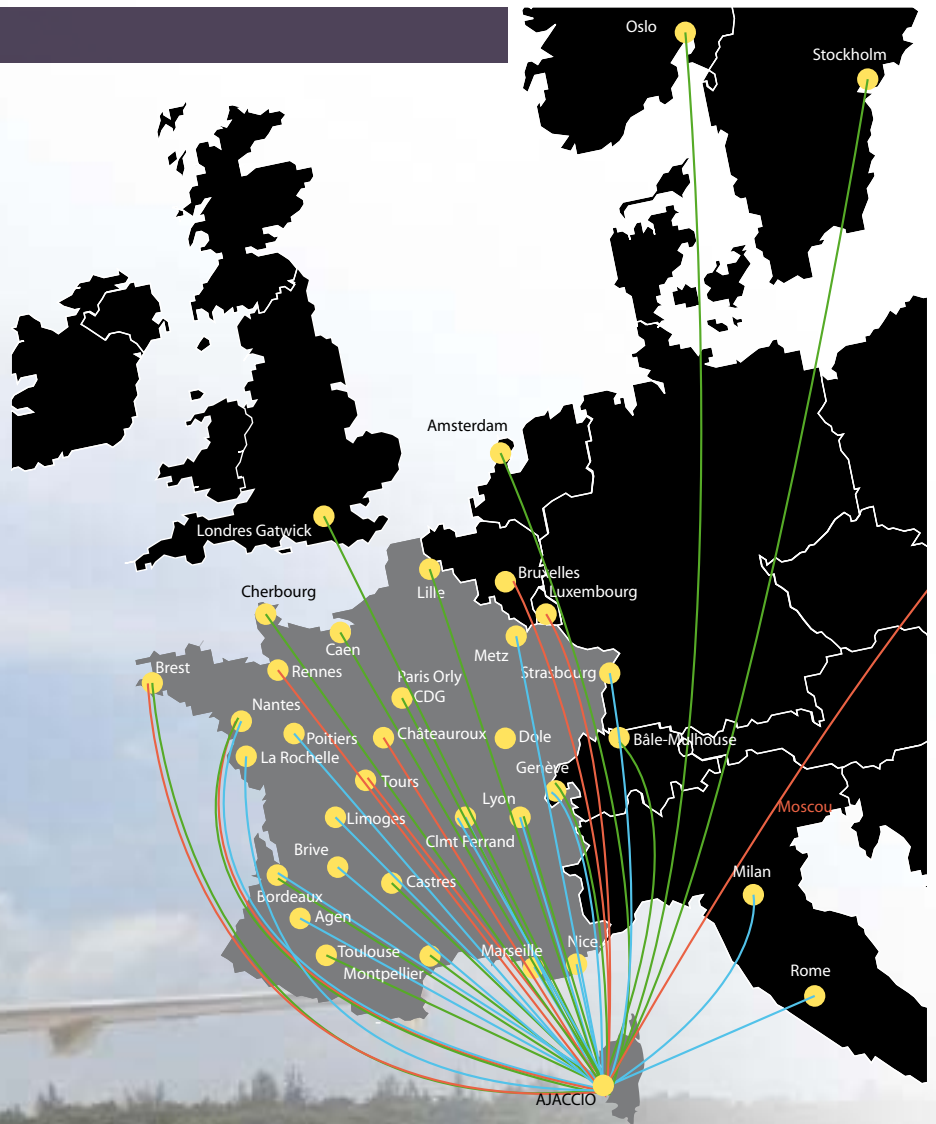 Oslo
Stockholm
Amsterdam
Londres Gatwick
Bruxelles
Lille
Luxembourg
Cherbourg
Caen
Metz
Brest
Rennes
Strasbourg
Paris Orly
CDG
Nantes
Poitiers
Châteauroux
Dole
Bâle-Mulhouse
La Rochelle
Genève
Tours
Lyon
Moscou
Limoges
Clmt Ferrand
Brive
Milan
Castres
Bordeaux
Agen
Toulouse
Marseille
Nice
Montpellier
Rome
AJACCIO